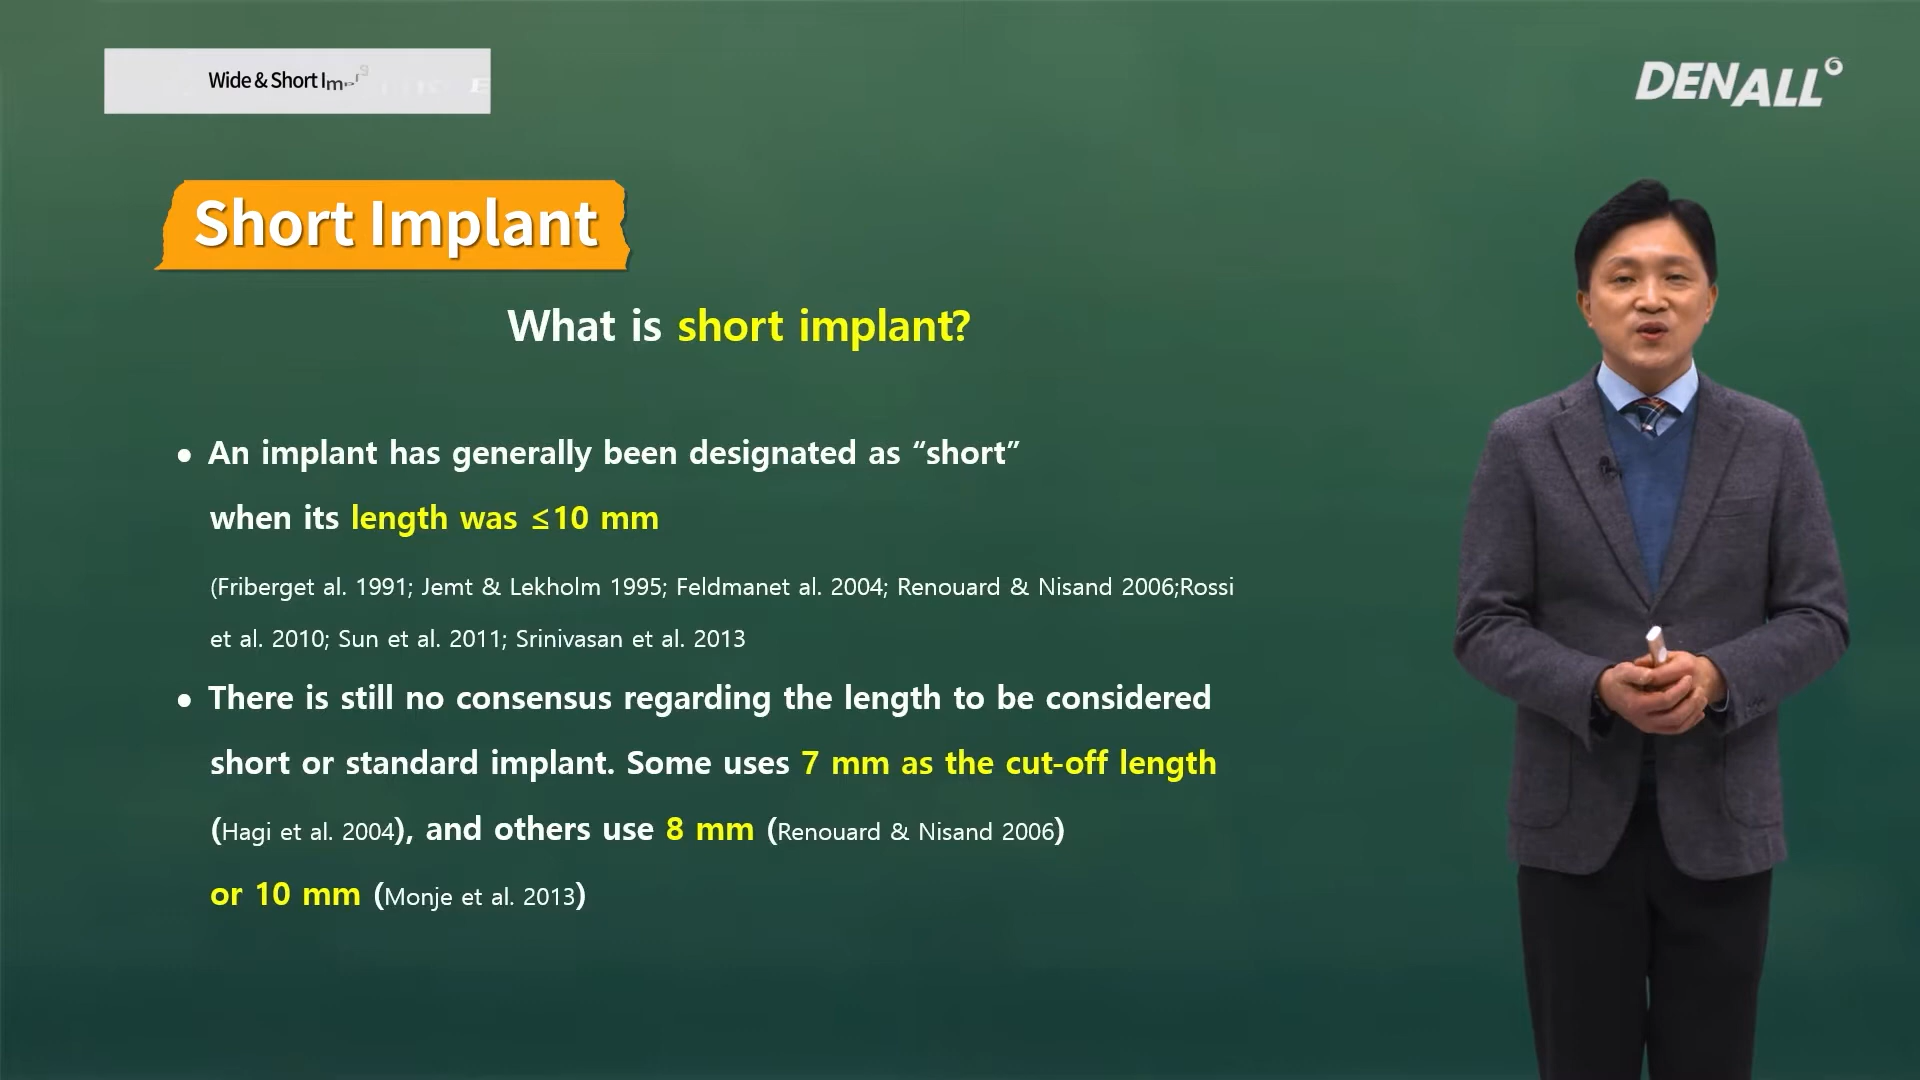 Wide & Short
DENALL
Short Implant
What is short implant?
• An implant has generally been designated as “short”
when its length was ≤10 mm
(Friberget al. 1991; Jemt & Lekholm 1995; Feldmanet al. 2004; Renouard & Nisand 2006;Rossi
et al. 2010; Sun et al. 2011; Srinivasan et al. 2013
• There is still no consensus regarding the length to be considered
short or standard implant. Some uses 7 mm as the cut-off length
(Hagi et al. 2004), and others use 8 mm (Renouard & Nisand 2006)
or 10 mm (Monje et al. 2013)